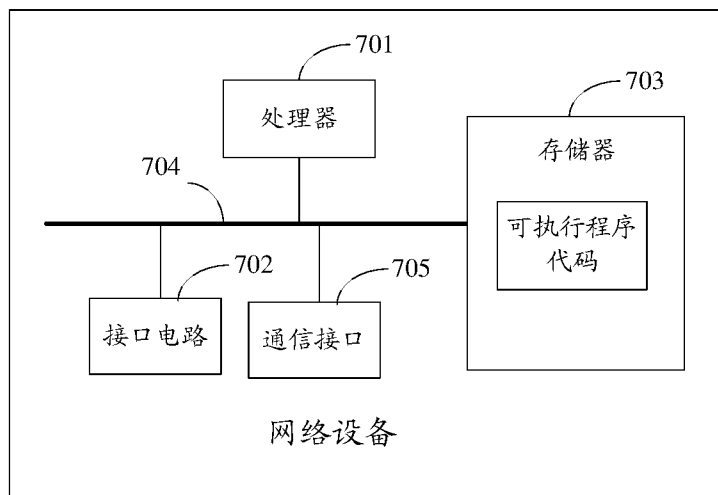 701
处理器
703
存储器
可执行程序
代码
704
702
接口电路
705
通信接口
网络设备